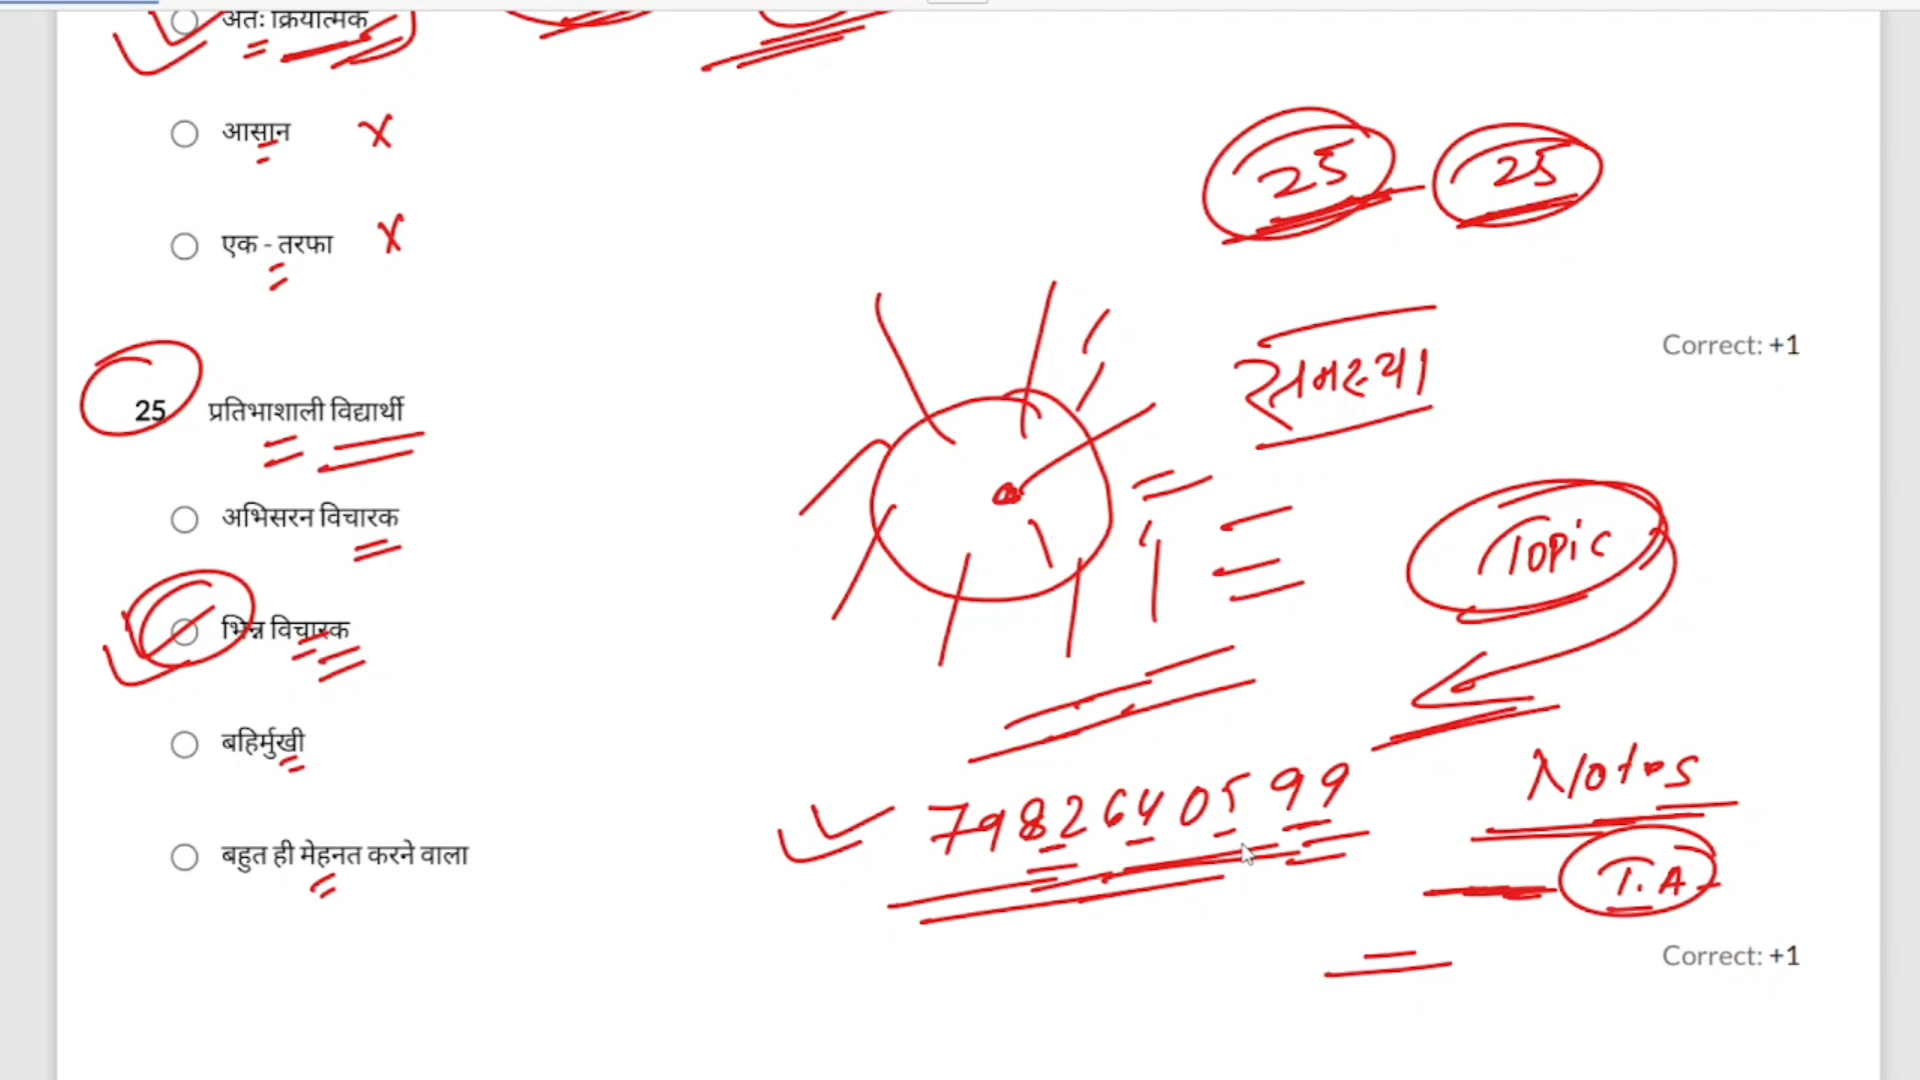 अतः क्रियात्मक
आसान X
25 - 25
एक - तरफा X
समस्या
Correct: +1
25 प्रतिभाशाली विद्यार्थी
अभिसरन विचारक
Topic
भिन्न विचारक
बहिर्मुखी
Notes
7982640599
बहुत ही मेहनत करने वाला
T.A
Correct: +1